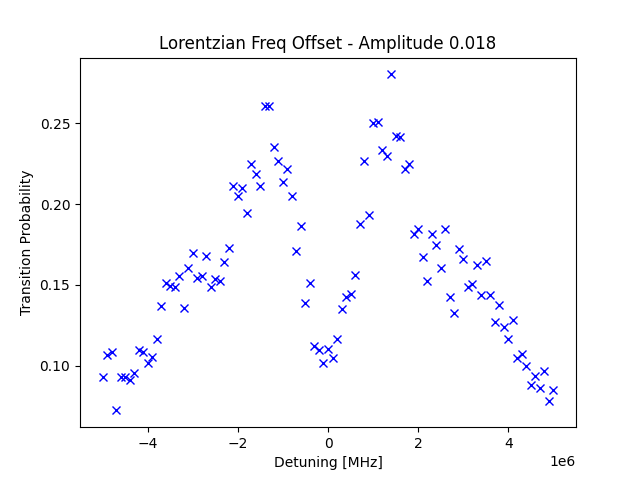 Lorentzian Freq Offset - Amplitude 0.018
Transition Probability
0.25
0.20
0.15
0.10
−4
−2
0
2
4
1e6
Detuning [MHz]